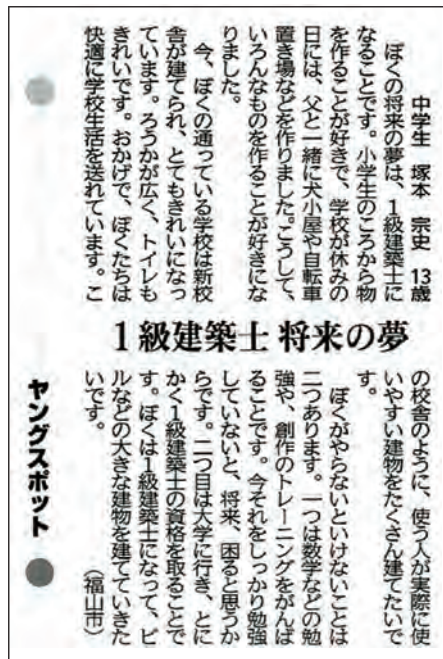 ヤングスポット
1級建築士 将来の夢
中学生 塚本 宗史 13歳
ぼくの将来の夢は、1級建築士に
なることです。小学生のころから物
を作ることが好きで、学校が休みの
日には、父と一緒に犬小屋や自転車
置き場などを作りました。こうして、
いろんなものを作ることが好きにな
りました。
今、ぼくの通っている学校は新校
舎が建てられ、とてもきれいになっ
ています。ろうかが広く、トイレも
きれいです。おかげで、ぼくたちは
快適に学校生活を送れています。こ
の校舎のように、使う人が実際に使
いやすい建物をたくさん建てたいで
す。
ぼくがやらないといけないことは
二つあります。一つは数学などの勉
強や、創作のトレーニングをがんば
ることです。今それをしっかり勉強
していないと、将来、困ると思うか
らです。二つ目は大学に行き、とに
かく1級建築士の資格を取ることで
す。ぼくは1級建築士になって、ビ
ルなどの大きな建物を建てていきた
いです。
(福山市)